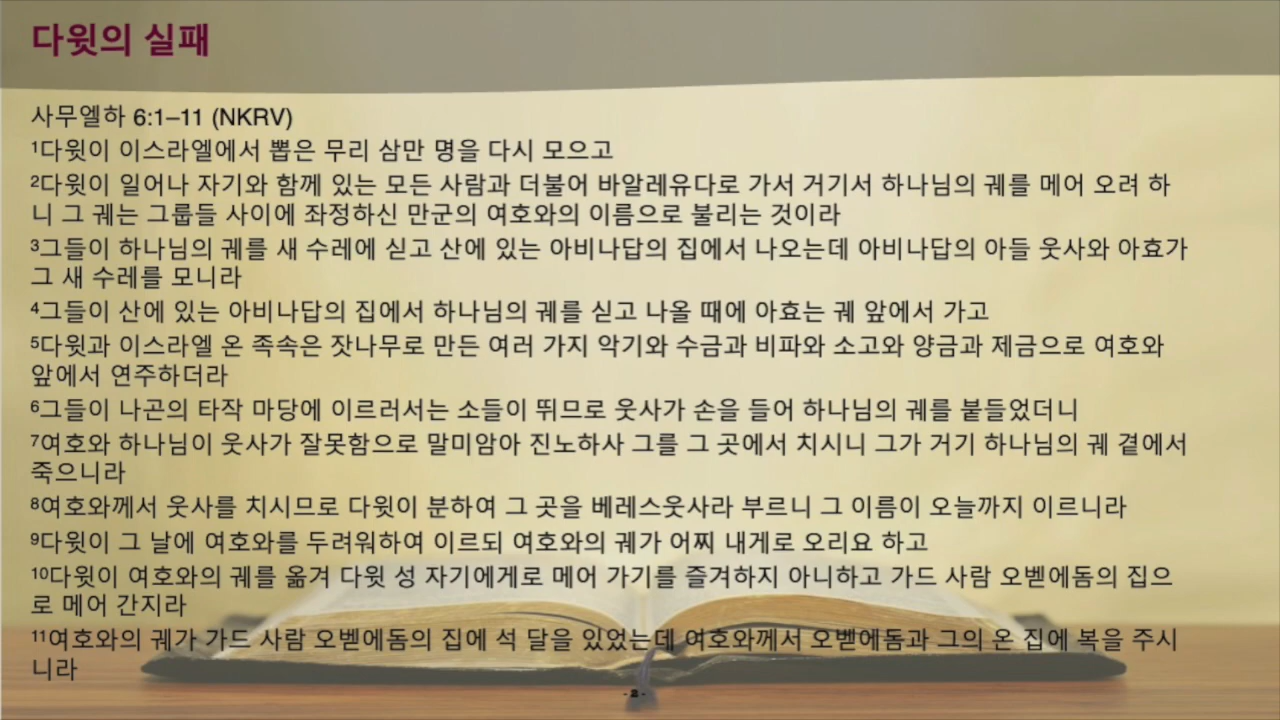 다윗의 실패
사무엘하 6:1–11 (NKRV)
¹다윗이 이스라엘에서 뽑은 무리 삼만 명을 다시 모으고
²다윗이 일어나 자기와 함께 있는 모든 사람과 더불어 바알레유다로 가서 거기서 하나님의 궤를 메어 오려 하
니 그 궤는 그룹들 사이에 좌정하신 만군의 여호와의 이름으로 불리는 것이라
³그들이 하나님의 궤를 새 수레에 싣고 산에 있는 아비나답의 집에서 나오는데 아비나답의 아들 웃사와 아효가
그 새 수레를 모니라
⁴그들이 산에 있는 아비나답의 집에서 하나님의 궤를 싣고 나올 때에 아효는 궤 앞에서 가고
⁵다윗과 이스라엘 온 족속은 잣나무로 만든 여러 가지 악기와 수금과 비파와 소고와 양금과 제금으로 여호와
앞에서 연주하더라
⁶그들이 나곤의 타작 마당에 이르러서는 소들이 뛰므로 웃사가 손을 들어 하나님의 궤를 붙들었더니
⁷여호와 하나님이 웃사가 잘못함으로 말미암아 진노하사 그를 그 곳에서 치시니 그가 거기 하나님의 궤 곁에서
죽으니라
⁸여호와께서 웃사를 치시므로 다윗이 분하여 그 곳을 베레스웃사라 부르니 그 이름이 오늘까지 이르니라
⁹다윗이 그 날에 여호와를 두려워하여 이르되 여호와의 궤가 어찌 내게로 오리요 하고
¹⁰다윗이 여호와의 궤를 옮겨 다윗 성 자기에게로 메어 가기를 즐겨하지 아니하고 가드 사람 오벧에돔의 집으
로 메어 간지라
¹¹여호와의 궤가 가드 사람 오벧에돔의 집에 석 달을 있었는데 여호와께서 오벧에돔과 그의 온 집에 복을 주시
니라
- 2 -